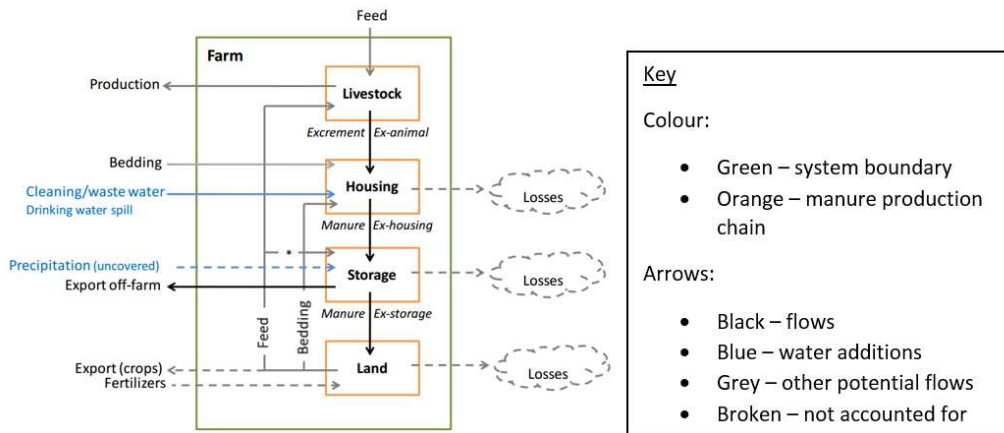 Feed
Farm
Production
Livestock
Excrement Ex-animal
Bedding
Cleaning/waste water
Housing
Losses
Drinking water spill
Manure Ex-housing
*
Precipitation (uncovered)
Storage
Losses
Export off-farm
Manure Ex-storage
Feed
Bedding
Export (crops)
Land
Losses
Fertilizers
Key
Colour:
• Green – system boundary
• Orange – manure production
chain
Arrows:
• Black – flows
• Blue – water additions
• Grey – other potential flows
• Broken – not accounted for